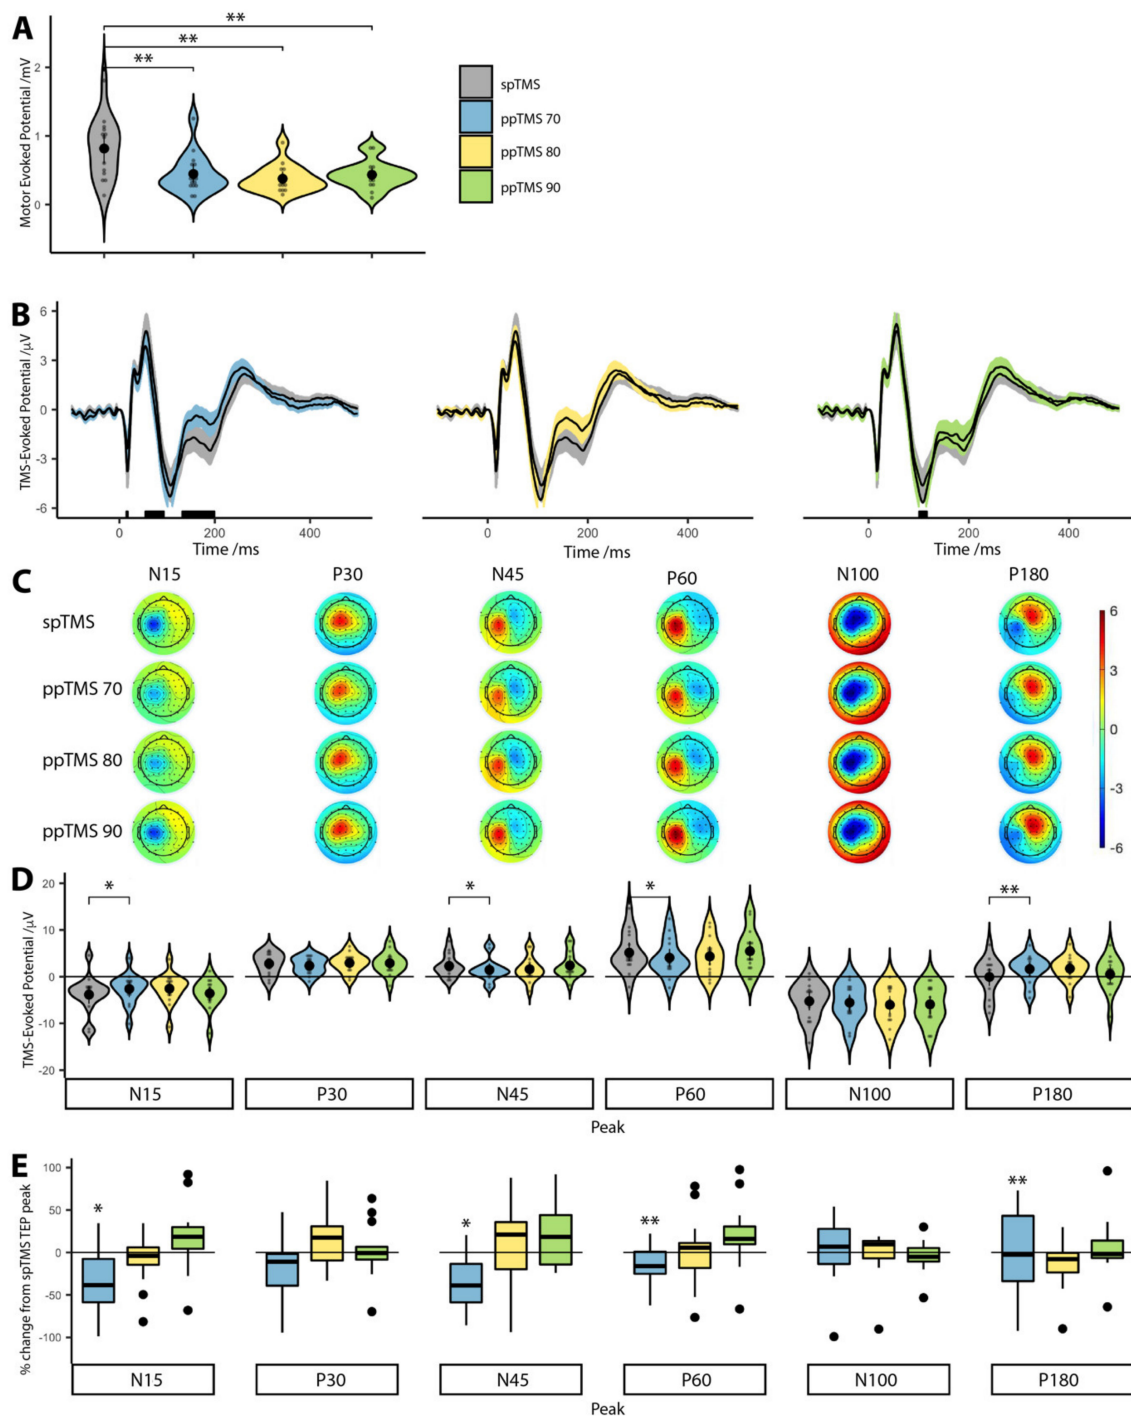 A
Motor Evoked Potential /mV
2
1
0
**
**
**
spTMS
ppTMS 70
ppTMS 80
ppTMS 90
B
TMS-Evoked Potential /μV
6
3
0
-3
-6
0 200 400
Time /ms
0 200 400
Time /ms
0 200 400
Time /ms
C
N15 P30 N45 P60 N100 P180
spTMS
ppTMS 70
ppTMS 80
ppTMS 90
6
3
0
-3
-6
D
TMS-Evoked Potential /μV
20
10
0
-10
-20
* * * **
N15 P30 N45 P60 N100 P180
Peak
E
% change from spTMS TEP peak
100
50
0
-50
-100
* * ** **
N15 P30 N45 P60 N100 P180
Peak